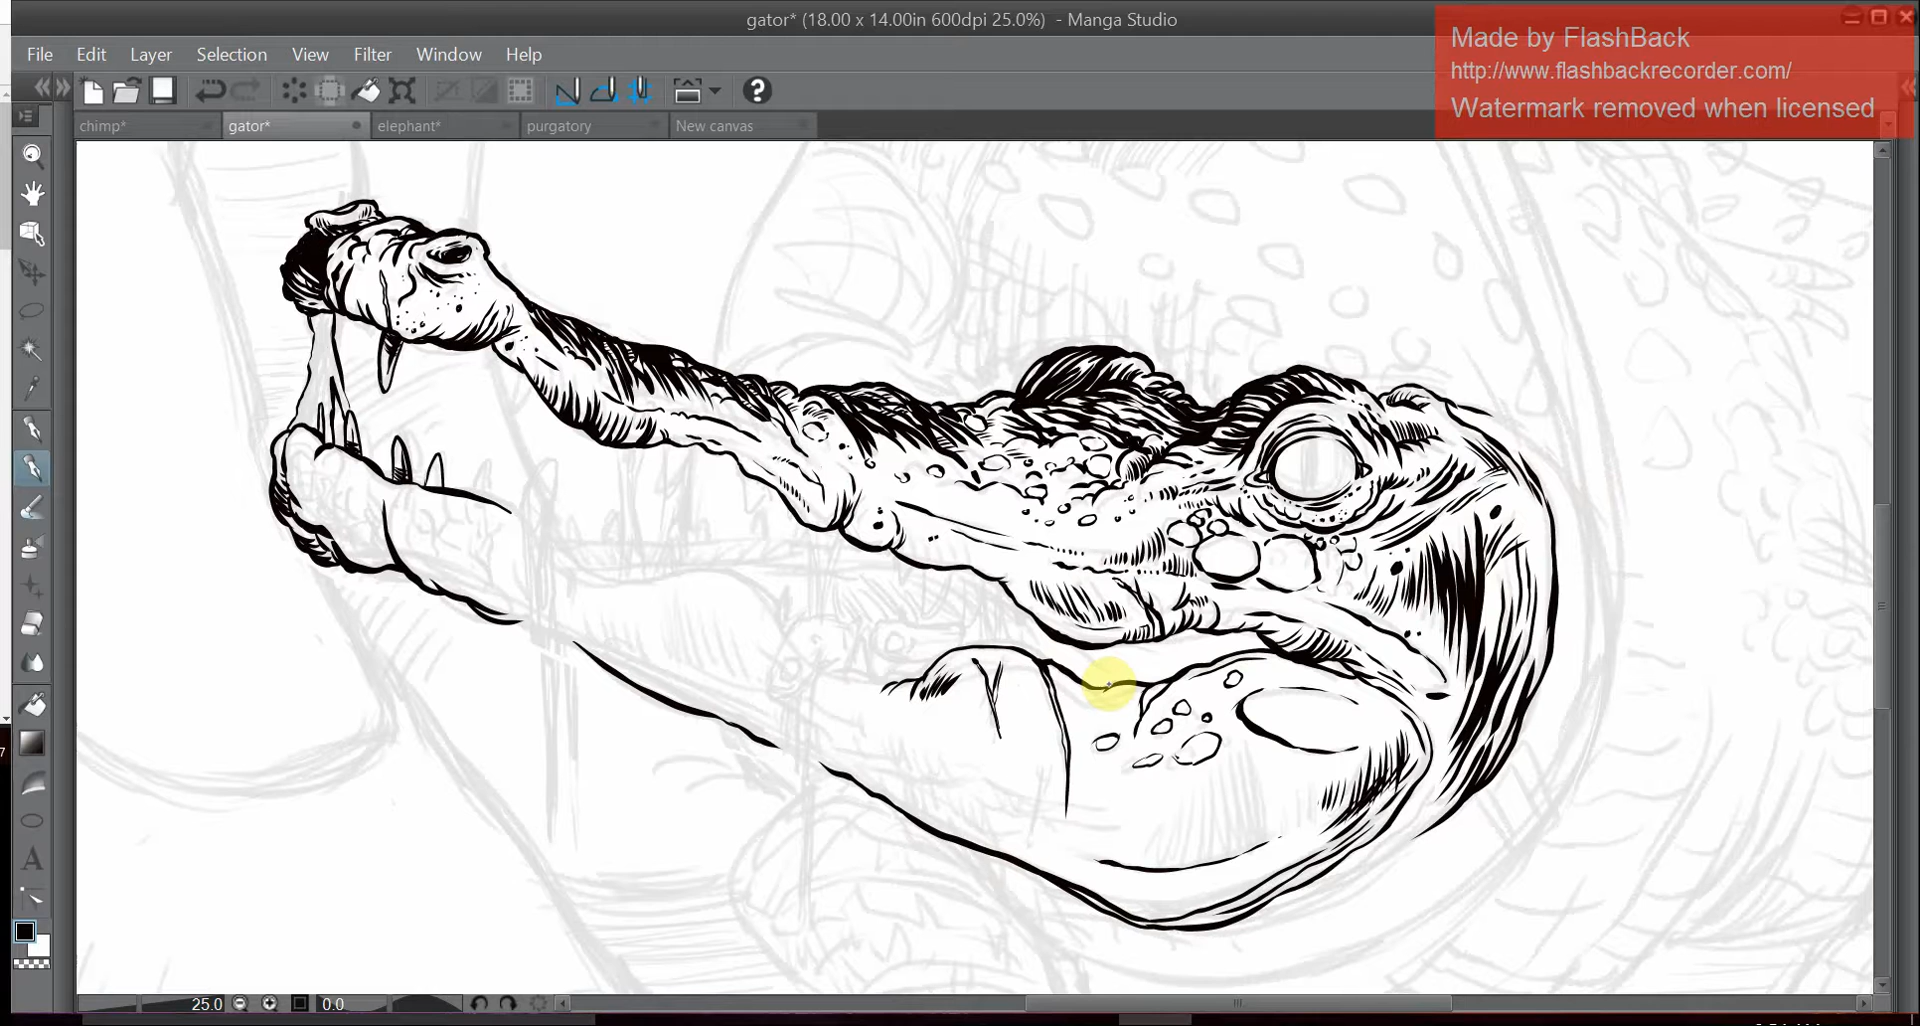 gator* (18.00 x 14.00in 600dpi 25.0%) - Manga Studio
Made by FlashBack
http://www.flashbackrecorder.com/
Watermark removed when licensed
File Edit Layer Selection View Filter Window Help
chimp* gator* elephant* purgatory New canvas
A
7
25.0 0.0